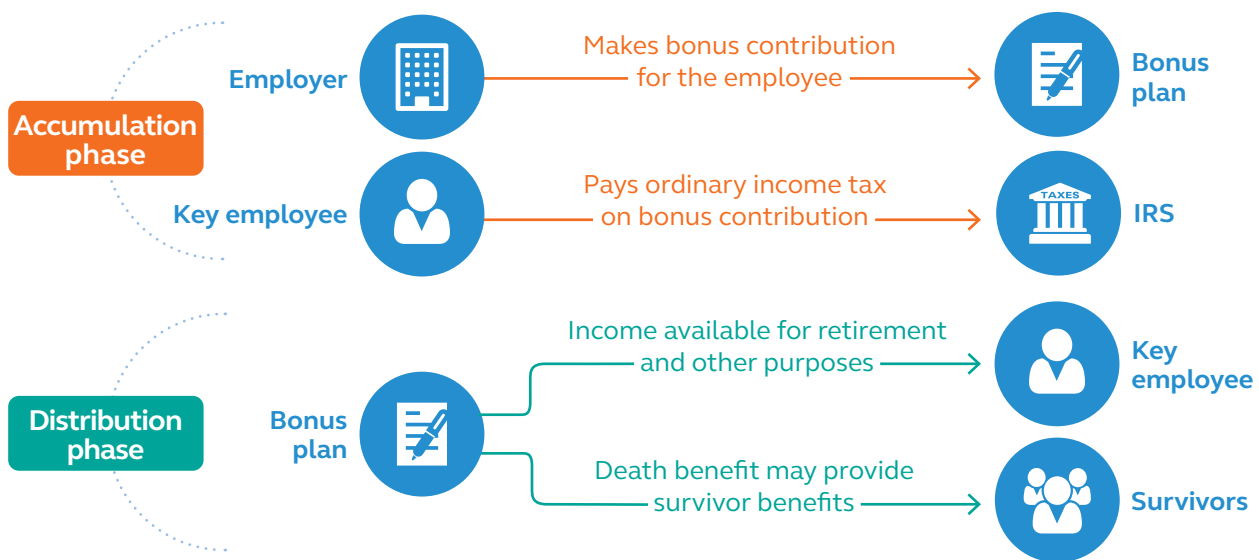 Accumulation
phase
Employer
Makes bonus contribution
for the employee
Bonus
plan
Key employee
Pays ordinary income tax
on bonus contribution
TAXES
IRS
Distribution
phase
Bonus
plan
Income available for retirement
and other purposes
Key
employee
Death benefit may provide
survivor benefits
Survivors